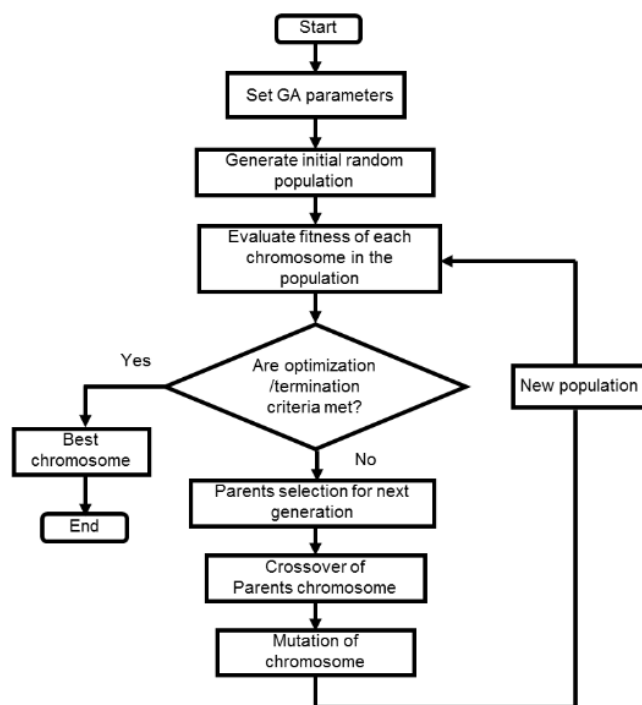 Start
Set GA parameters
Generate initial random
population
Evaluate fitness of each
chromosome in the
population
Yes
Are optimization
/termination
criteria met?
New population
Best
chromosome
No
End
Parents selection for next
generation
Crossover of
Parents chromosome
Mutation of
chromosome